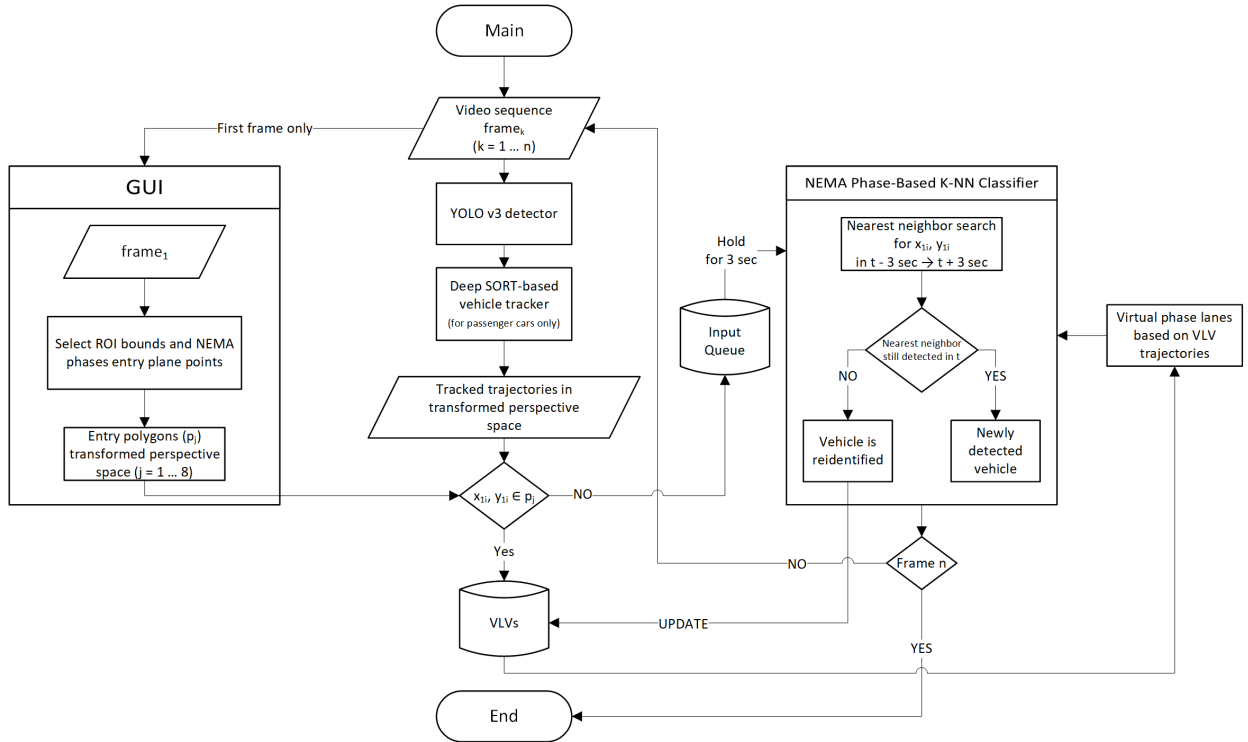 Main
Video sequence
frameₖ
(k = 1 ... n)
First frame only
GUI
frame₁
Select ROI bounds and NEMA
phases entry plane points
Entry polygons (pⱼ)
transformed perspective
space (j = 1 ... 8)
YOLO v3 detector
Deep SORT-based
vehicle tracker
(for passenger cars only)
Tracked trajectories in
transformed perspective
space
x₁ᵢ, y₁ᵢ ∈ pⱼ
NO
Yes
VLVs
End
Input
Queue
Hold
for 3 sec
NEMA Phase-Based K-NN Classifier
Nearest neighbor search
for x₁ᵢ, y₁ᵢ
in t - 3 sec → t + 3 sec
Nearest neighbor
still detected in t
NO
YES
Vehicle is
reidentified
Newly
detected
vehicle
Virtual phase lanes
based on VLV
trajectories
Frame n
NO
UPDATE
YES